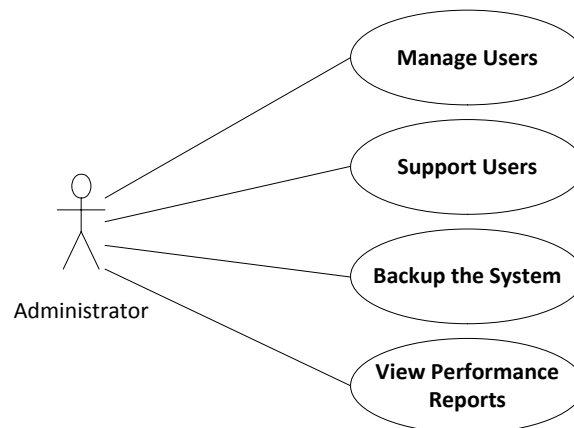 Manage Users
Support Users
Backup the System
Administrator
View Performance
Reports